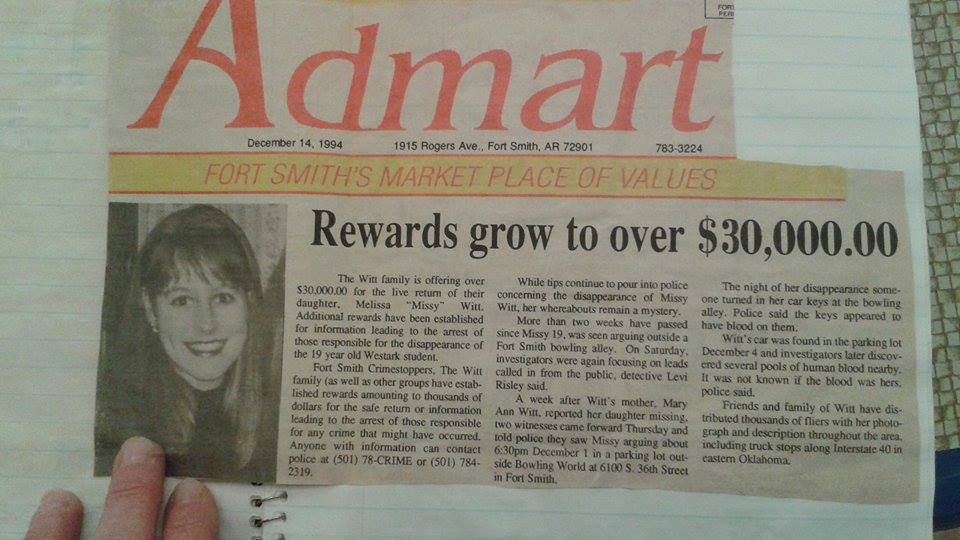 FOR
PER
Admart
December 14, 1994 1915 Rogers Ave., Fort Smith, AR 72901 783-3224
FORT SMITH'S MARKET PLACE OF VALUES
Rewards grow to over $30,000.00
The Witt family is offering over
$30,000.00 for the live return of their
daughter, Melissa "Missy" Witt.
Additional rewards have been established
for information leading to the arrest of
those responsible for the disappearance of
the 19 year old Westark student.
Fort Smith Crimestoppers, The Witt
family (as well as other groups have estab-
lished rewards amounting to thousands of
dollars for the safe return or information
leading to the arrest of those responsible
for any crime that might have occurred.
Anyone with information can contact
police at (501) 78-CRIME or (501) 784-
2319.
While tips continue to pour into police
concerning the disappearance of Missy
Witt, her whereabouts remain a mystery.
More than two weeks have passed
since Missy 19, was seen arguing outside a
Fort Smith bowling alley. On Saturday,
investigators were again focusing on leads
called in from the public, detective Levi
Risley said.
A week after Witt's mother, Mary
Ann Witt, reported her daughter missing,
two witnesses came forward Thursday and
told police they saw Missy arguing about
6:30pm December 1 in a parking lot out-
side Bowling World at 6100 S. 36th Street
in Fort Smith.
The night of her disappearance some-
one turned in her car keys at the bowling
alley. Police said the keys appeared to
have blood on them.
Witt's car was found in the parking lot
December 4 and investigators later discov-
ered several pools of human blood nearby.
It was not known if the blood was hers,
police said.
Friends and family of Witt have dis-
tributed thousands of fliers with her photo-
graph and description throughout the area,
including truck stops along Interstate 40 in
eastern Oklahoma.